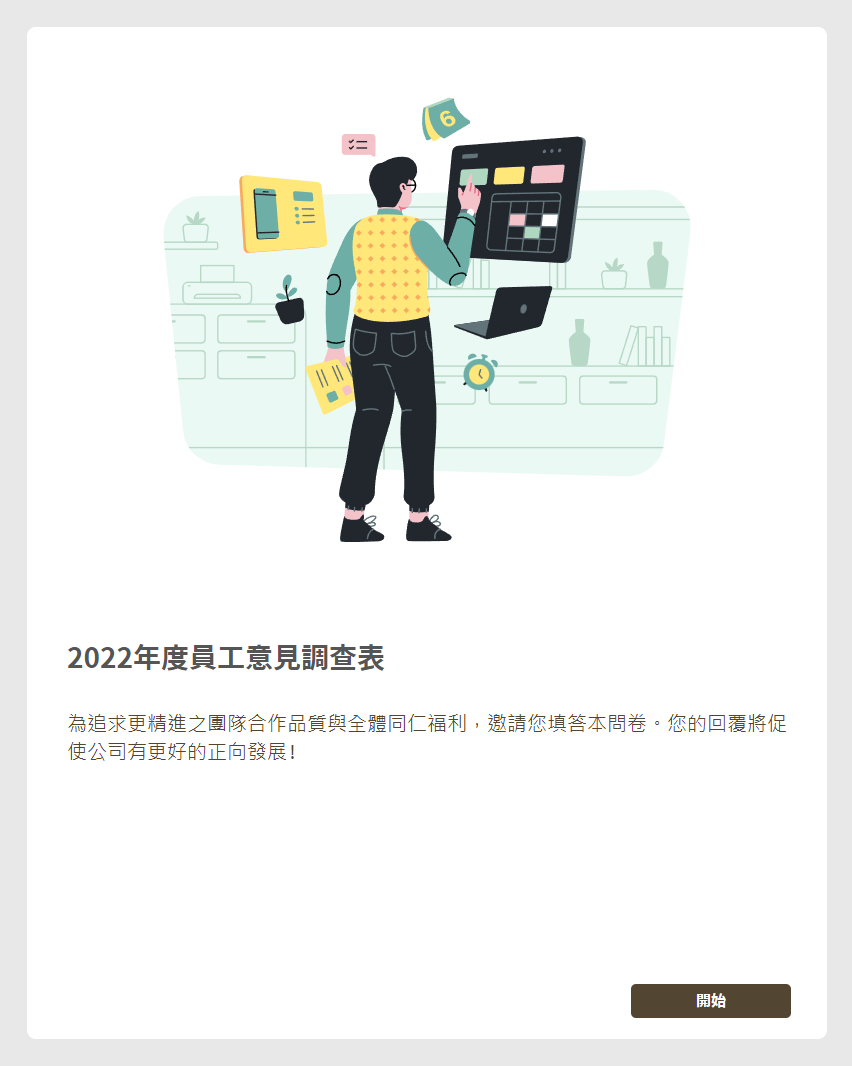 6
2022年度員工意見調查表
為追求更精進之團隊合作品質與全體同仁福利，邀請您填答本問卷。您的回覆將促
使公司有更好的正向發展!
開始